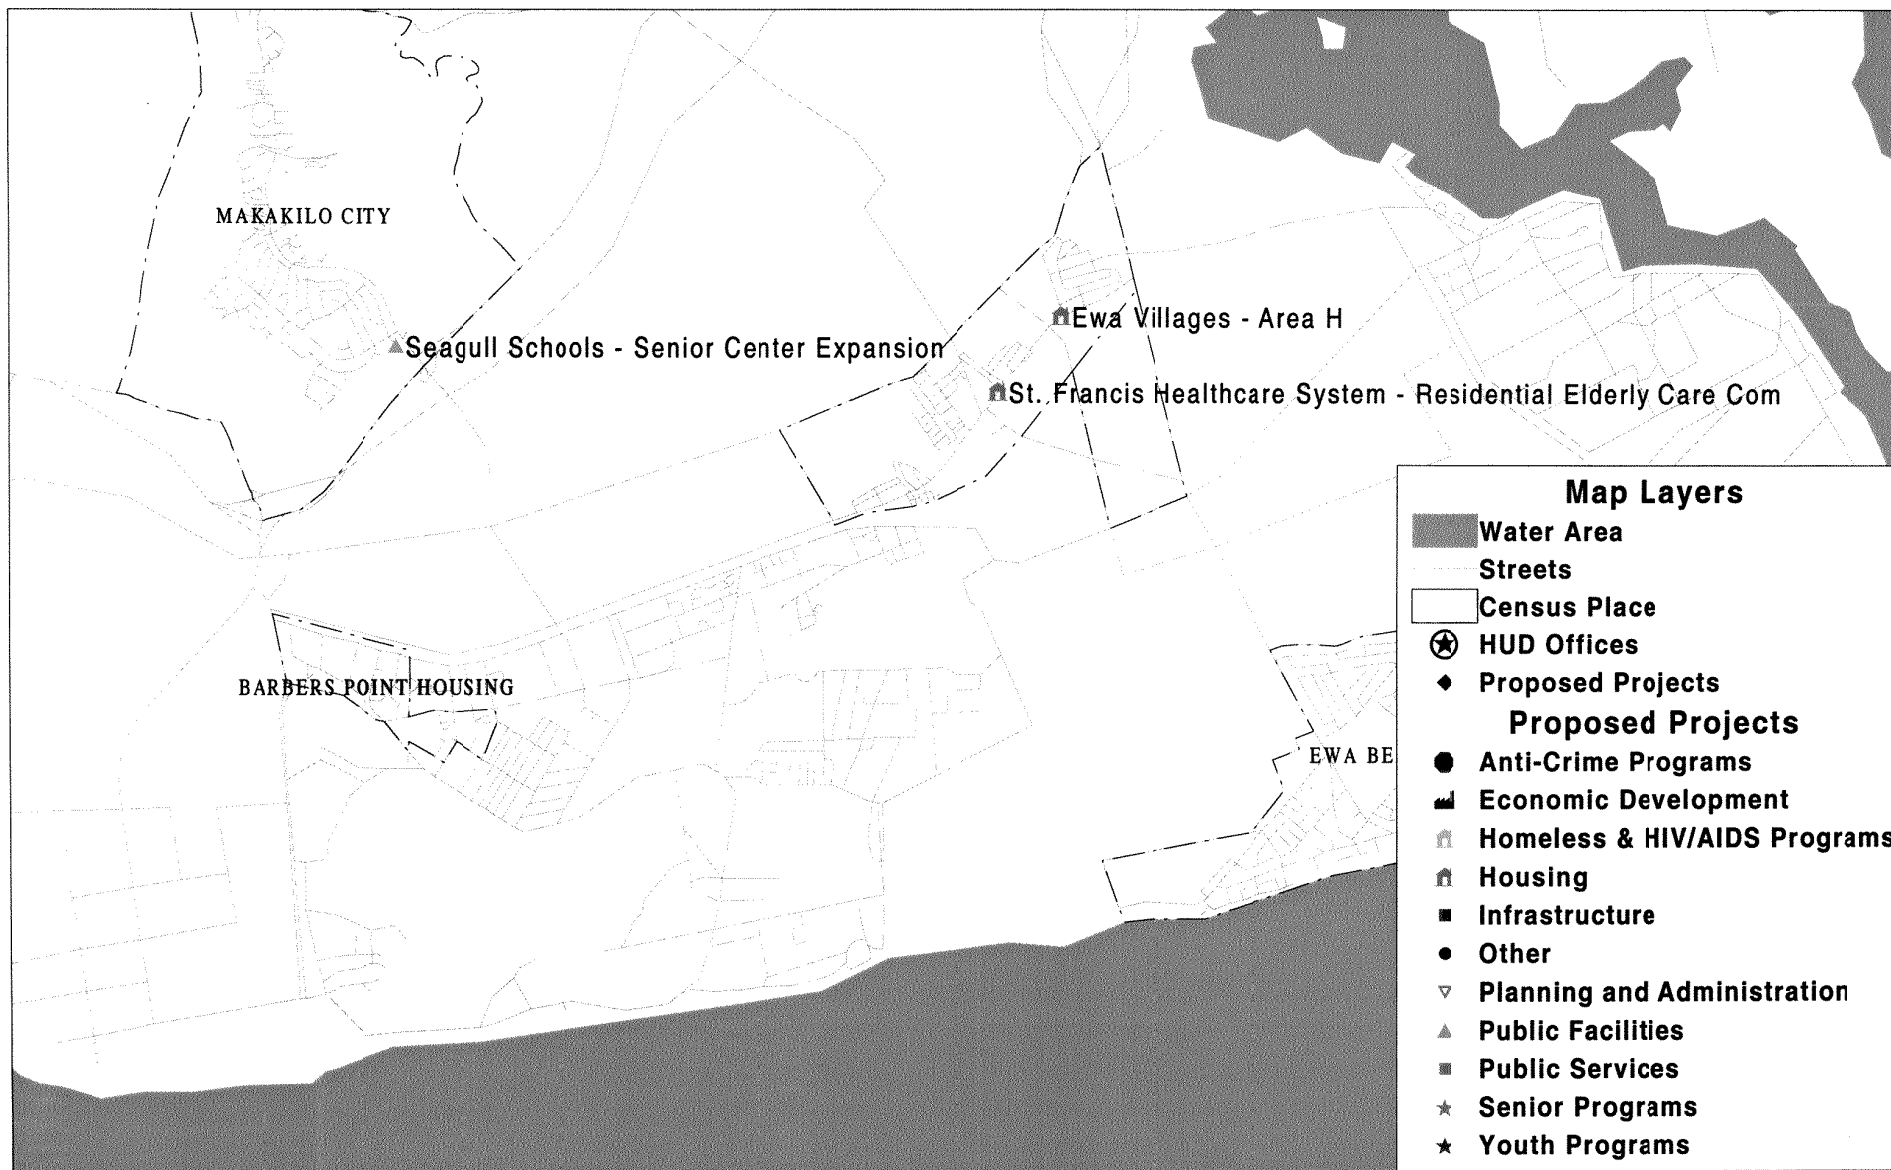 MAKAKILO CITY
Ewa Villages - Area H
Seagull Schools - Senior Center Expansion
St. Francis Healthcare System - Residential Elderly Care Com
BARBERS POINT HOUSING
EWA BE
Map Layers
Water Area
Streets
Census Place
HUD Offices
Proposed Projects
Proposed Projects
Anti-Crime Programs
Economic Development
Homeless & HIV/AIDS Programs
Housing
Infrastructure
Other
Planning and Administration
Public Facilities
Public Services
Senior Programs
Youth Programs